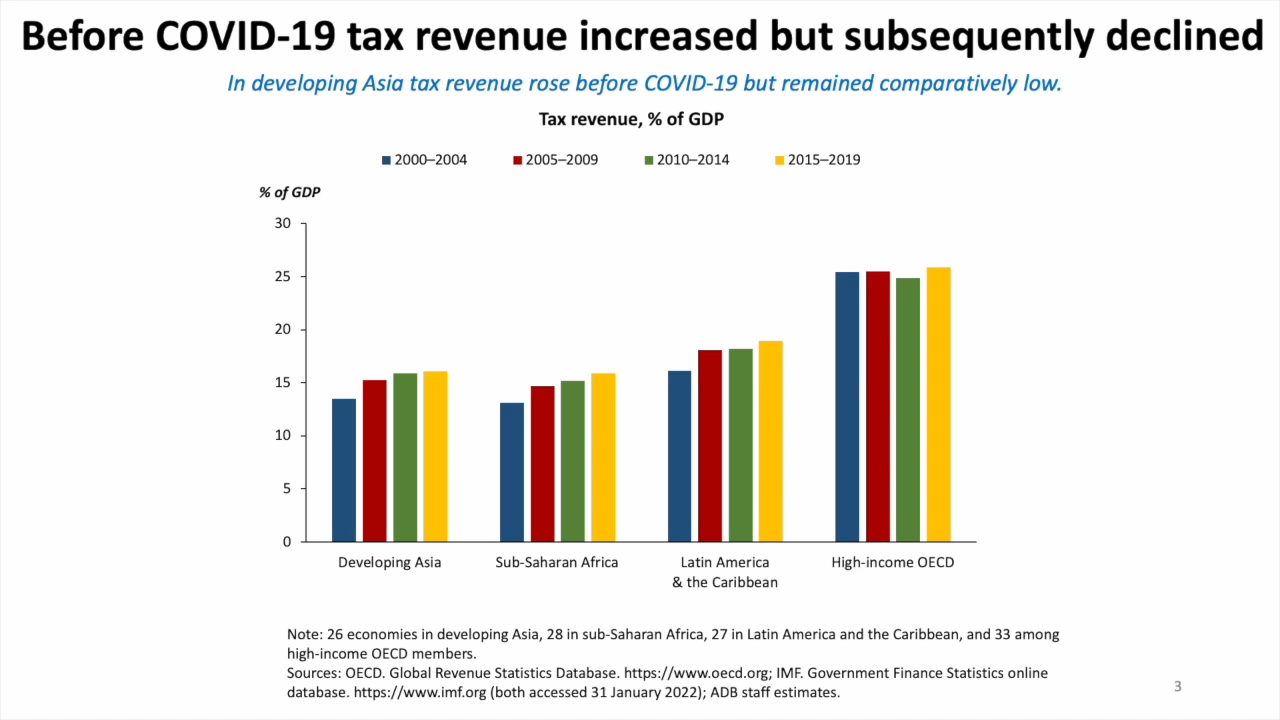 Before COVID-19 tax revenue increased but subsequently declined
In developing Asia tax revenue rose before COVID-19 but remained comparatively low.
Tax revenue, % of GDP
2000–2004 2005–2009 2010–2014 2015–2019
% of GDP
30
25
20
15
10
5
0
Developing Asia Sub-Saharan Africa Latin America High-income OECD
& the Caribbean
Note: 26 economies in developing Asia, 28 in sub-Saharan Africa, 27 in Latin America and the Caribbean, and 33 among
high-income OECD members.
Sources: OECD. Global Revenue Statistics Database. https://www.oecd.org; IMF. Government Finance Statistics online
database. https://www.imf.org (both accessed 31 January 2022); ADB staff estimates.
3